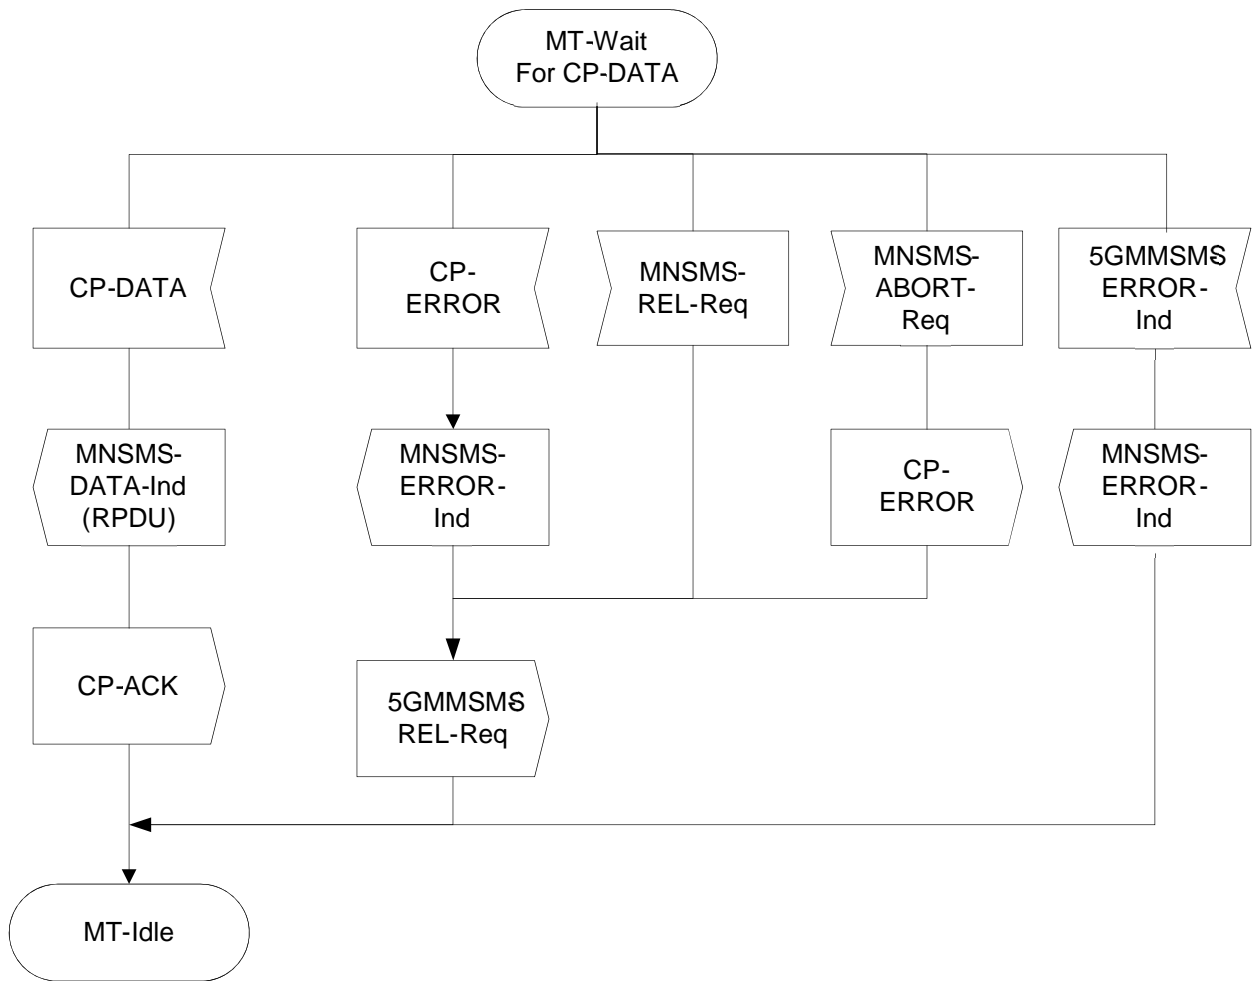 MT-Wait
For CP-DATA
CP-DATA
CP-
ERROR
MNSMS-
REL-Req
MNSMS-
ABORT-
Req
5GMMSMS-
ERROR-
Ind
MNSMS-
DATA-Ind
(RPDU)
MNSMS-
ERROR-
Ind
CP-
ERROR
MNSMS-
ERROR-
Ind
CP-ACK
5GMMSMS-
REL-Req
MT-Idle